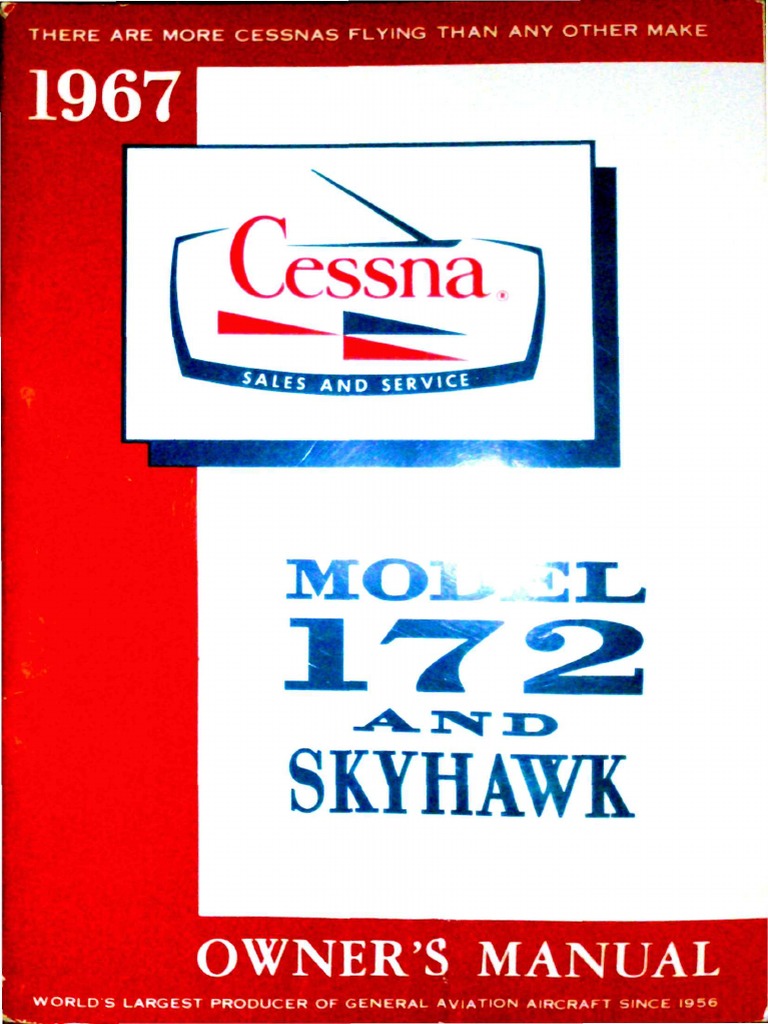 THERE ARE MORE CESSNAS FLYING THAN ANY OTHER MAKE
1967
Cessna®
SALES AND SERVICE
MODEL
172
AND
SKYHAWK
OWNER'S MANUAL
WORLD'S LARGEST PRODUCER OF GENERAL AVIATION AIRCRAFT SINCE 1956